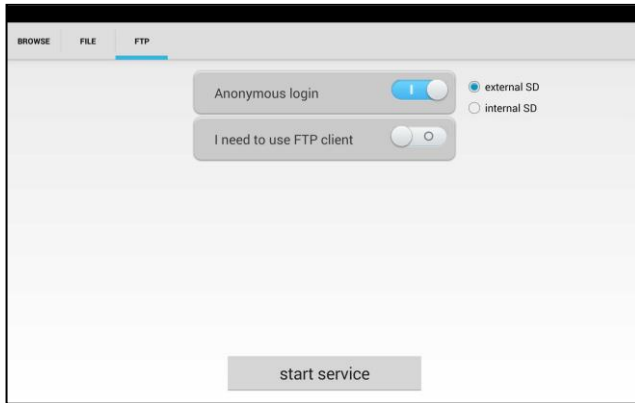 BROWSE FILE FTP
Anonymous login
external SD
internal SD
I need to use FTP client
start service